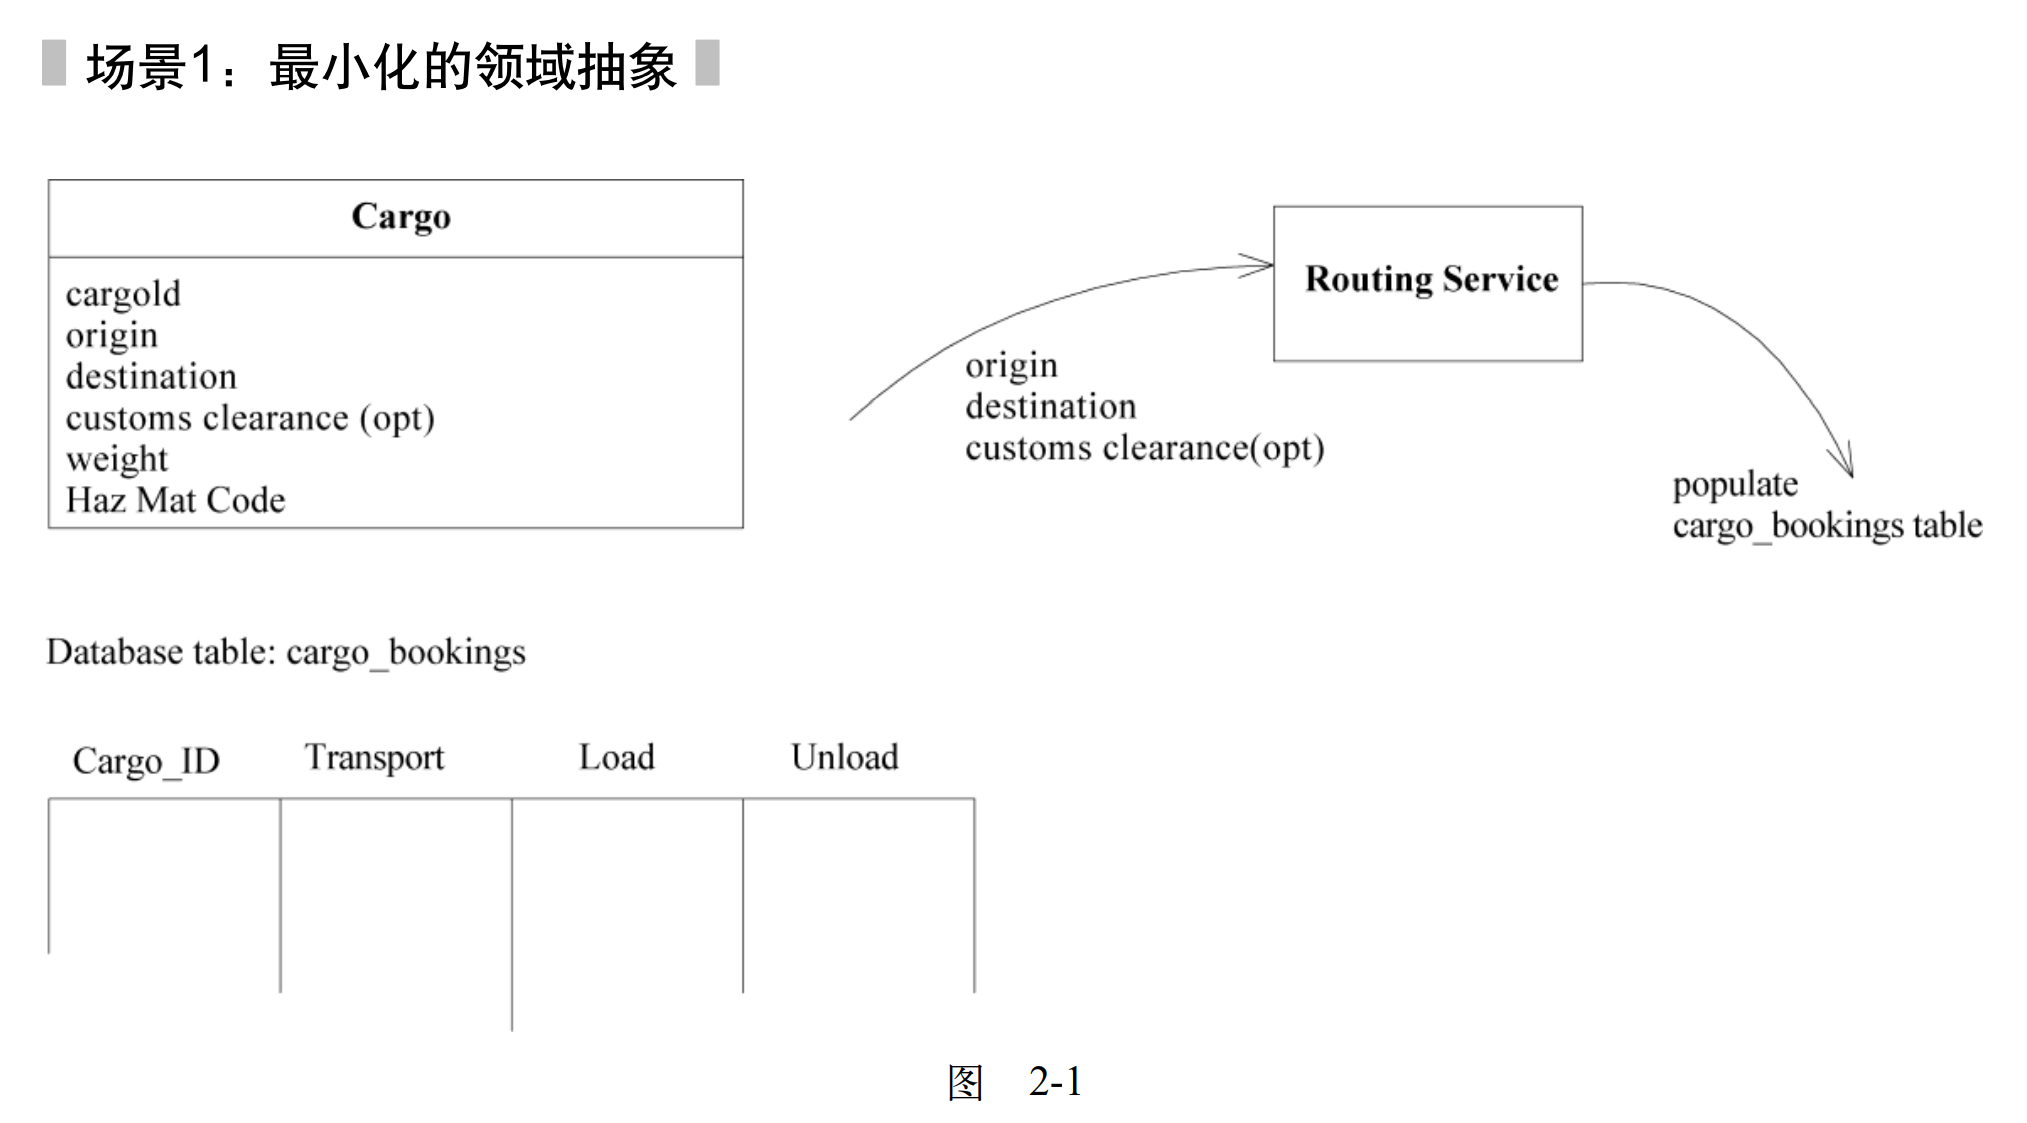 场景1：最小化的领域抽象
Cargo
cargold
origin
destination
customs clearance (opt)
weight
Haz Mat Code
Routing Service
origin
destination
customs clearance(opt)
populate
cargo_bookings table
Database table: cargo_bookings
Cargo_ID Transport Load Unload
图 2-1